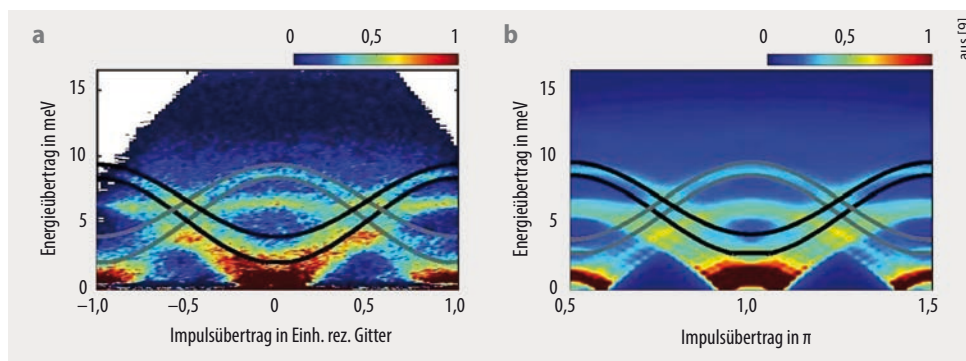 a
0 0,5 1
15
10
5
0
Energieübertrag in meV
−1,0 −0,5 0 0,5 1,0
Impulsübertrag in Einh. rez. Gitter
b
0 0,5 1
15
10
5
0
Energieübertrag in meV
0,5 1,0 1,5
Impulsübertrag in π
aus [9]